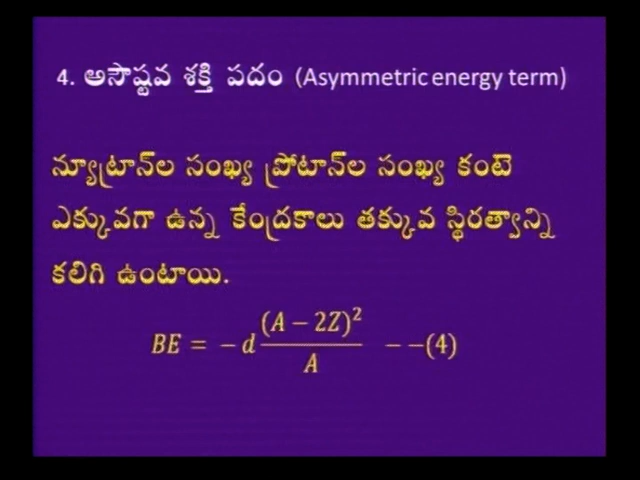 4. అసౌష్టవ శక్తి పదం (Asymmetric energy term)
న్యూట్రాన్‌ల సంఖ్య ప్రోటాన్‌ల సంఖ్య కంటె
ఎక్కువగా ఉన్న కేంద్రకాలు తక్కువ స్థిరత్వాన్ని
కలిగి ఉంటాయి.
BE = −d (A − 2Z)² / A − −(4)